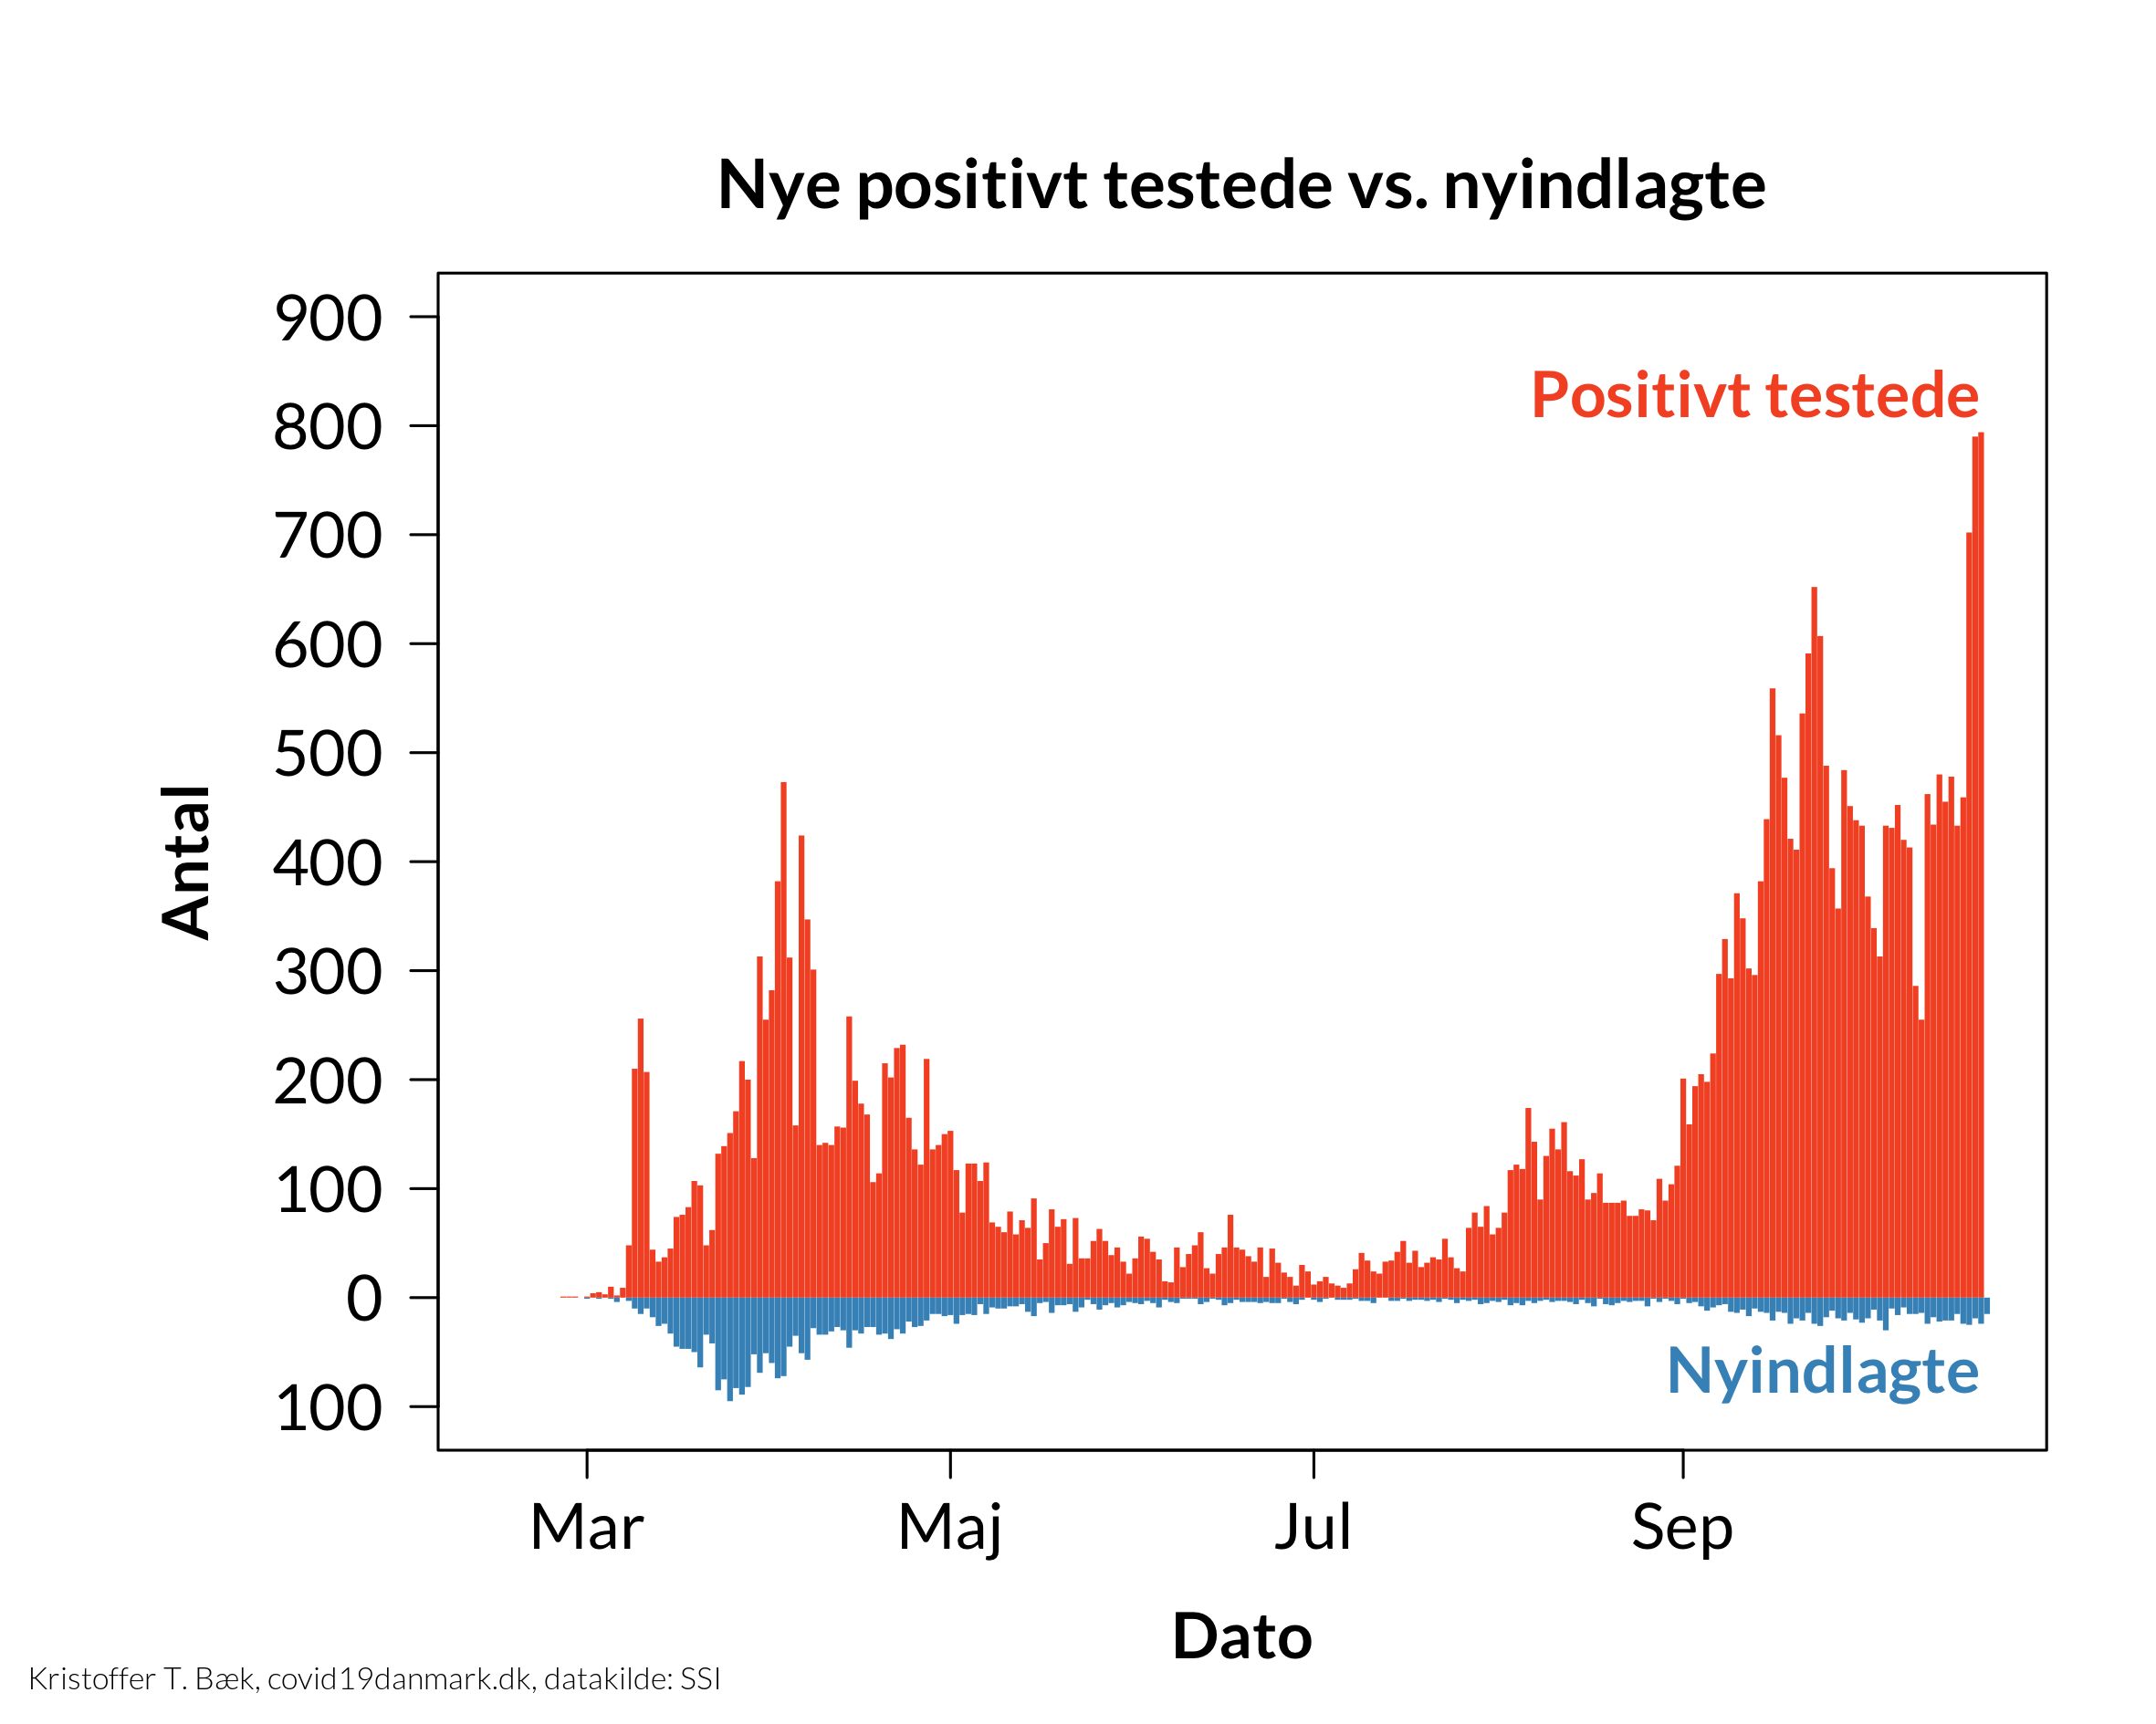 Nye positivt testede vs. nyindlagte
900
800
700
600
500
400
300
200
100
0
100
Antal
Positivt testede
Nyindlagte
Mar Maj Jul Sep
Dato
Kristoffer T. Bæk, covid19danmark.dk, datakilde: SSI